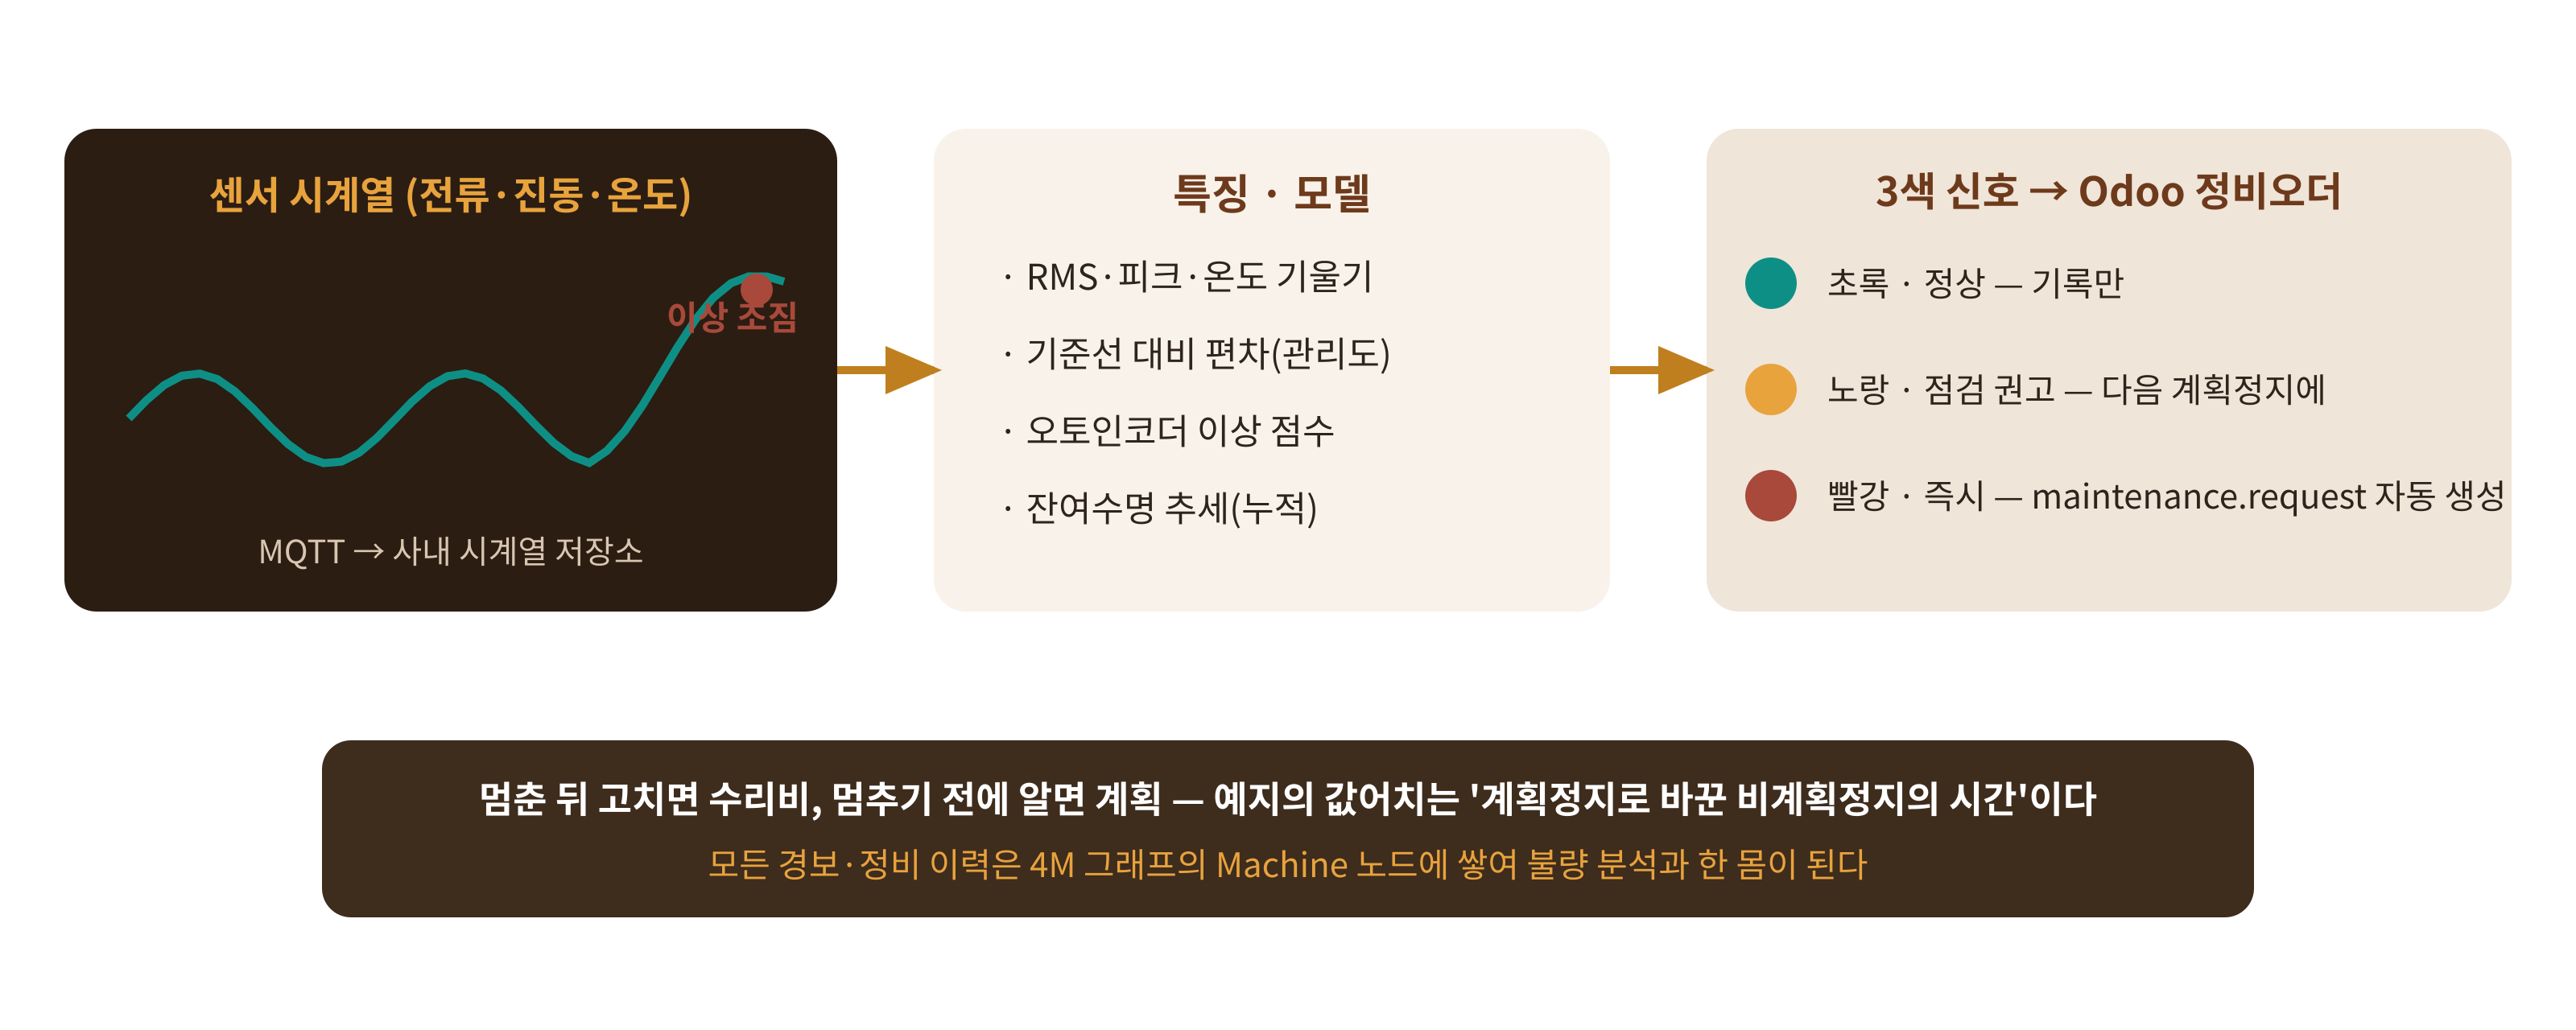 센서 시계열 (전류·진동·온도)
이상 조짐
MQTT → 사내 시계열 저장소
특징 · 모델
· RMS·피크·온도 기울기
· 기준선 대비 편차(관리도)
· 오토인코더 이상 점수
· 잔여수명 추세(누적)
3색 신호 → Odoo 정비오더
초록 · 정상 — 기록만
노랑 · 점검 권고 — 다음 계획정지에
빨강 · 즉시 — maintenance.request 자동 생성
멈춘 뒤 고치면 수리비, 멈추기 전에 알면 계획 — 예지의 값어치는 '계획정지로 바꾼 비계획정지의 시간'이다
모든 경보·정비 이력은 4M 그래프의 Machine 노드에 쌓여 불량 분석과 한 몸이 된다